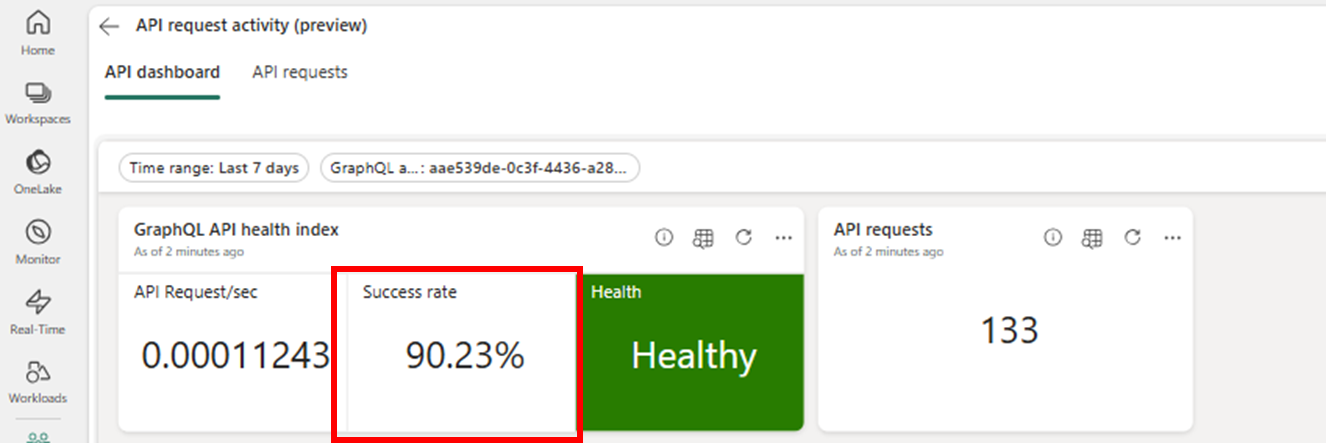 Home
Workspaces
OneLake
Monitor
Real-Time
Workloads
API request activity (preview)
API dashboard
API requests
Time range: Last 7 days
GraphQL a...: aae539de-0c3f-4436-a28...
GraphQL API health index
As of 2 minutes ago
API Request/sec
0.00011243
Success rate
90.23%
Health
Healthy
API requests
As of 2 minutes ago
133